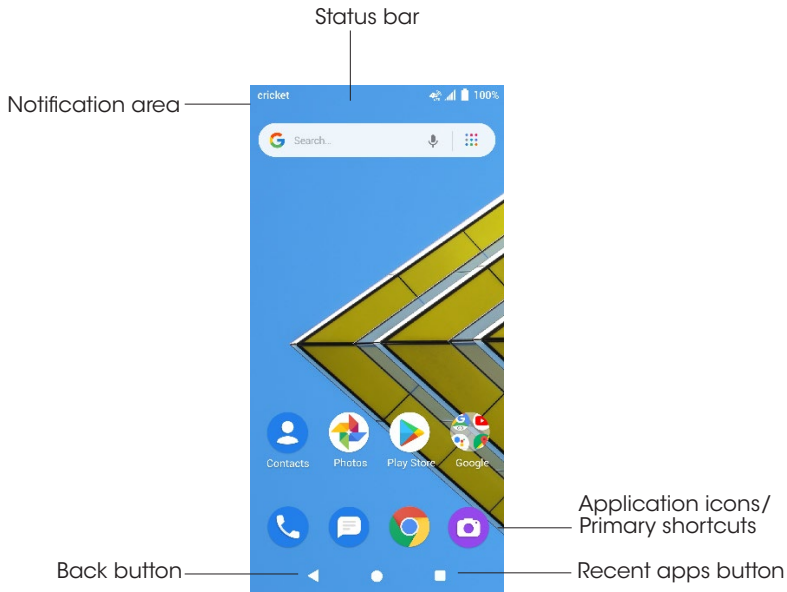 Status bar
Notification area
cricket 100%
Search...
Contacts Photos Play Store Google
Application icons/
Primary shortcuts
Back button
Recent apps button